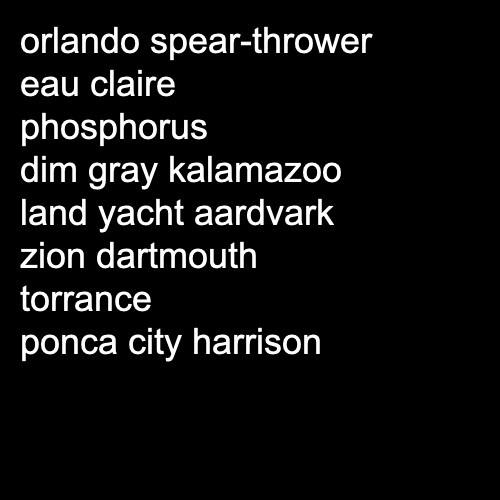 orlando spear-thrower
eau claire
phosphorus
dim gray kalamazoo
land yacht aardvark
zion dartmouth
torrance
ponca city harrison